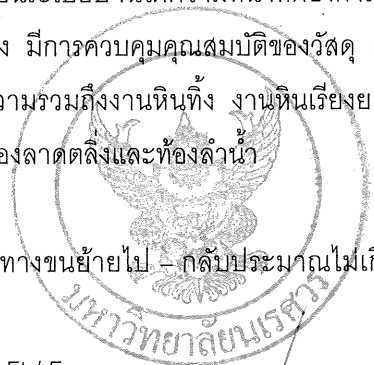 ง มีการควบคุมคุณสมบัติของวัสดุ
วามรวมถึงงานหินทิ้ง งานหินเรียงย
องลาดตลิ่งและท้องลำน้ำ
ทางขนย้ายไป – กลับประมาณไม่เกิ
มหาวิทยาลัยนเรศวร